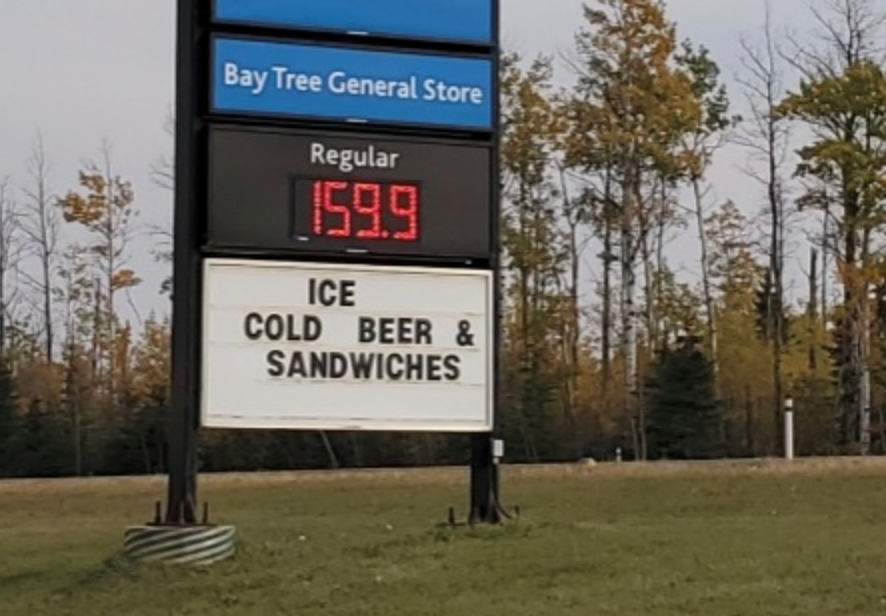 Bay Tree General Store
Regular
159.9
ICE
COLD BEER &
SANDWICHES